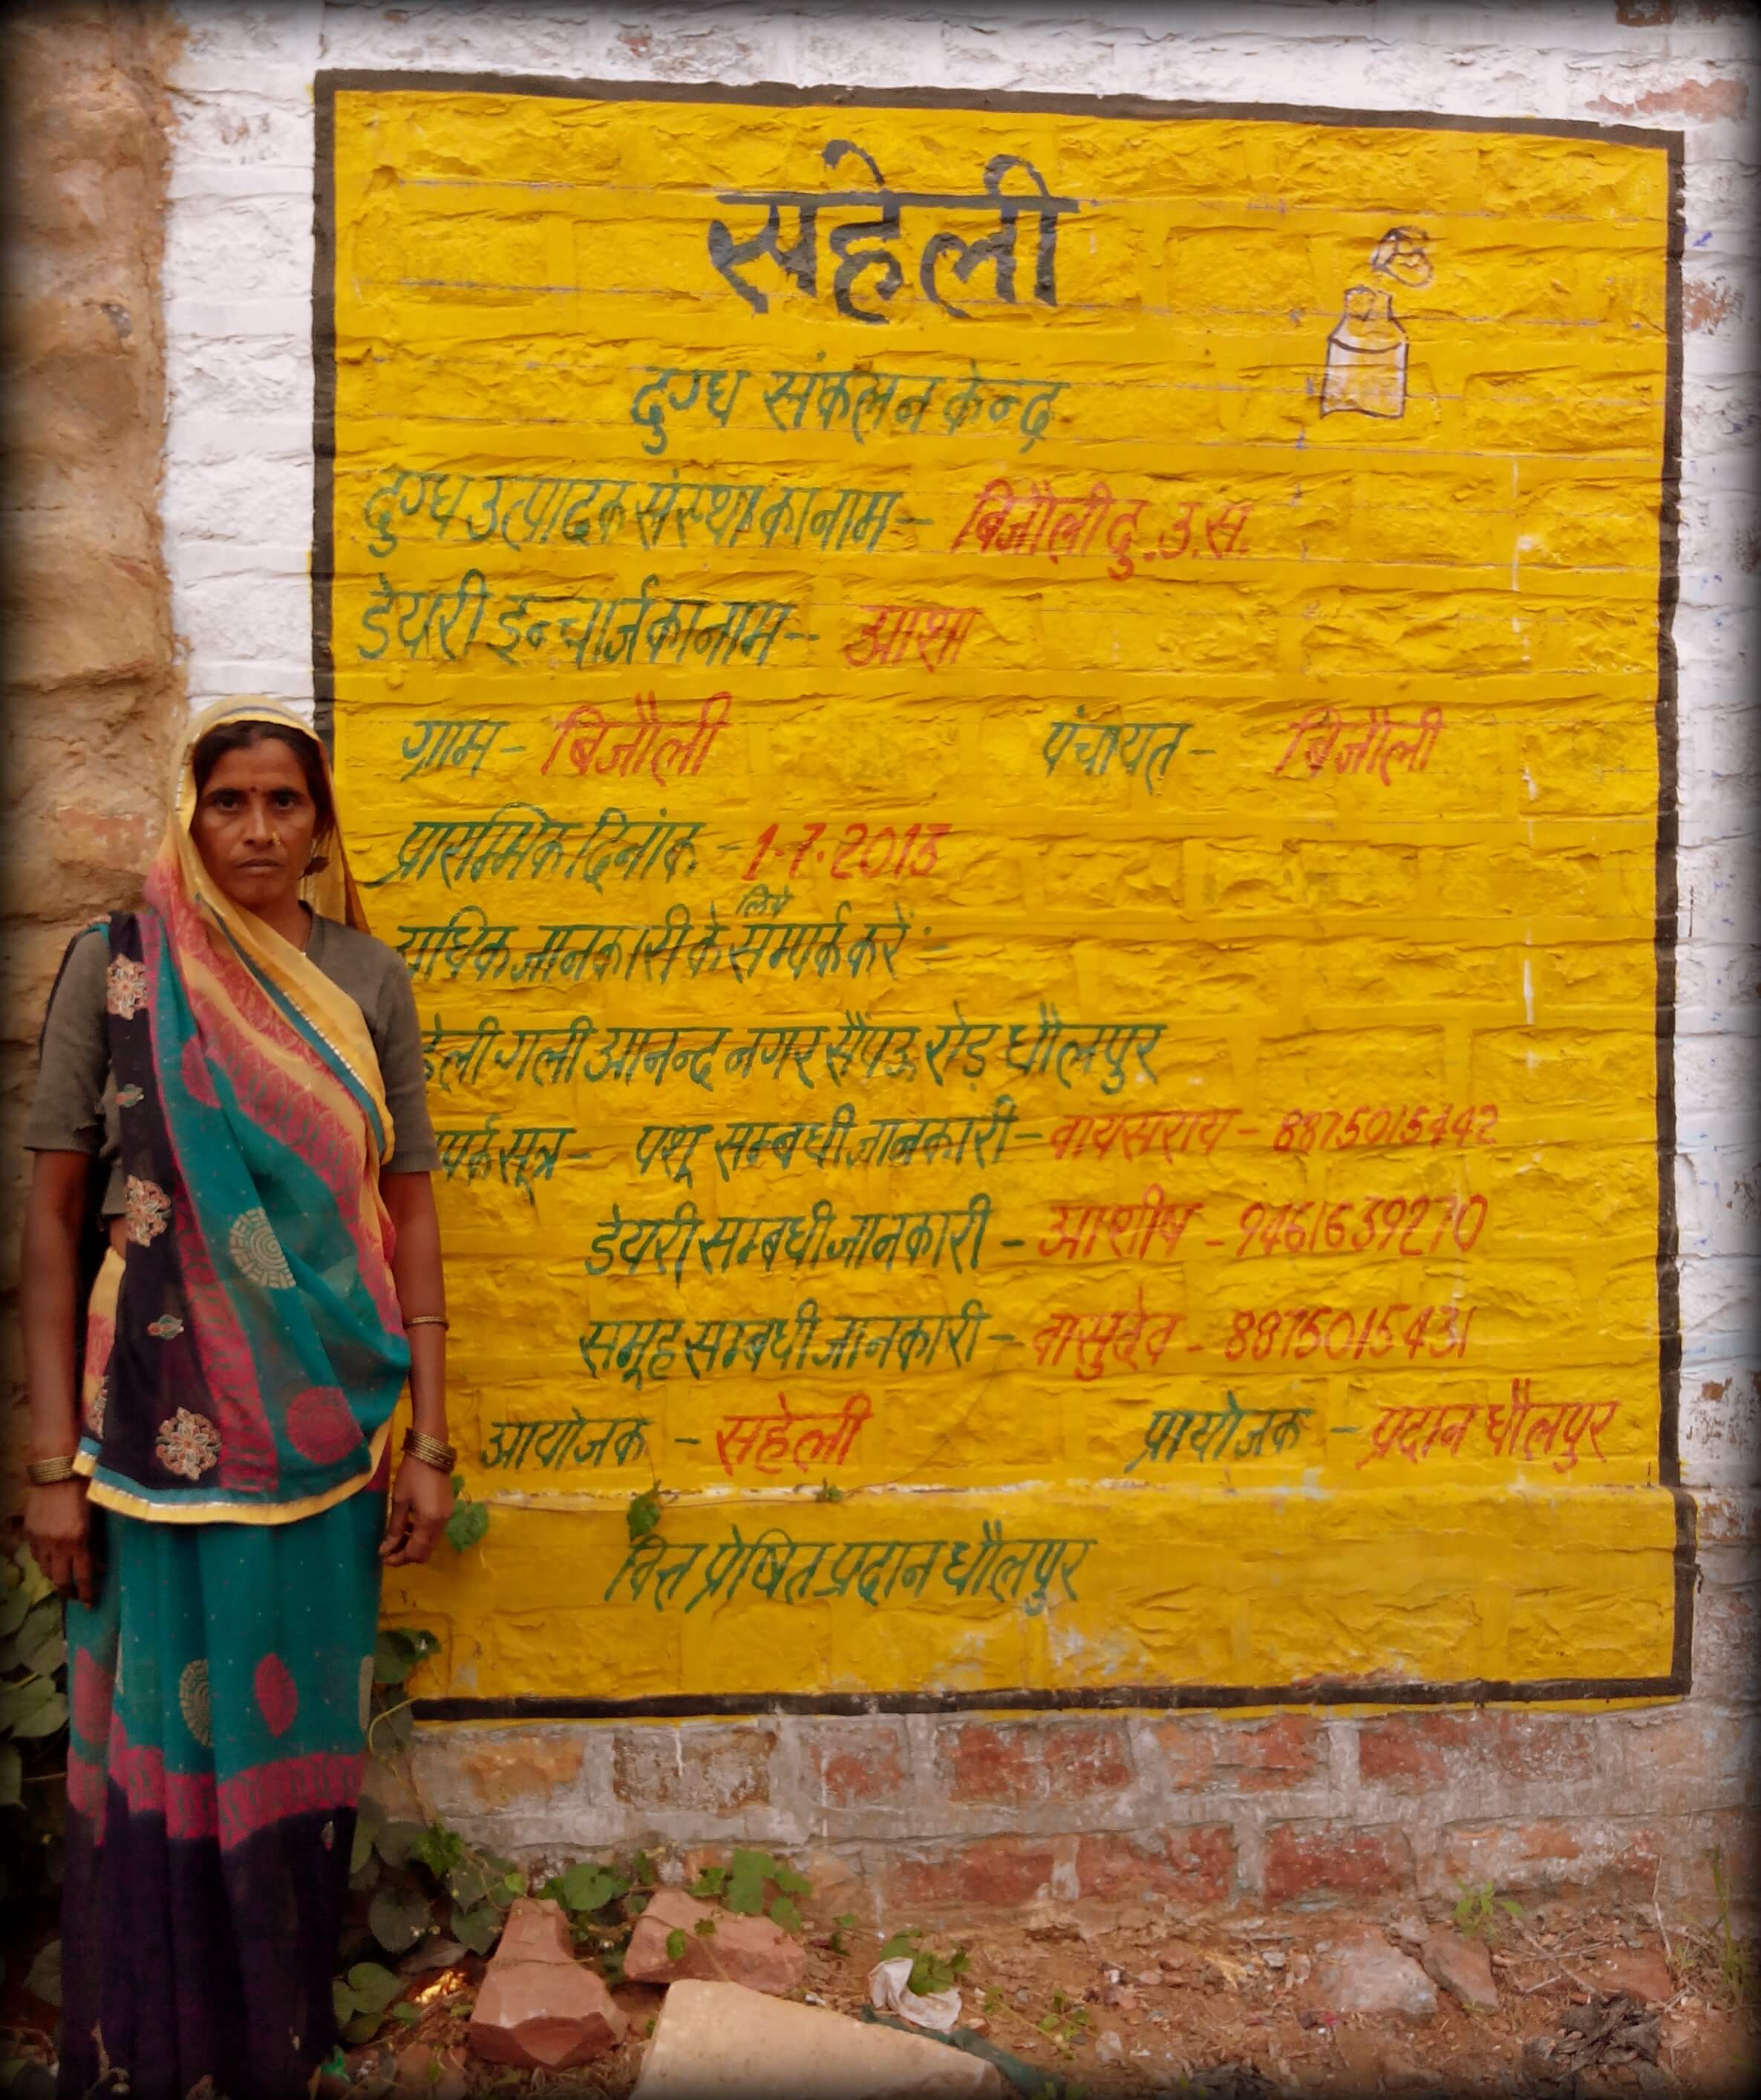 सहेली
दुग्ध संकलन केन्द्र
दुग्ध उत्पादक संस्था का नाम - बिजौली दु.उ.स.
डेयरी इन्चार्ज का नाम - आशा
ग्राम - बिजौली पंचायत - बिजौली
प्रारम्भिक दिनांक - 1-7-2013
अधिक जानकारी के लिये सम्पर्क करें :-
हेली गली आनन्द नगर सैंपऊ रोड़ धौलपुर
पर्क सूत्र - पशू सम्बधी जानकारी - वायसराय - 8875015442
डेयरी सम्बधी जानकारी - आशीष - 9461639270
समूह सम्बधी जानकारी - वासुदेव - 8875015431
आयोजक - सहेली प्रायोजक - प्रदान धौलपुर
वित्त प्रेषित प्रदान धौलपुर